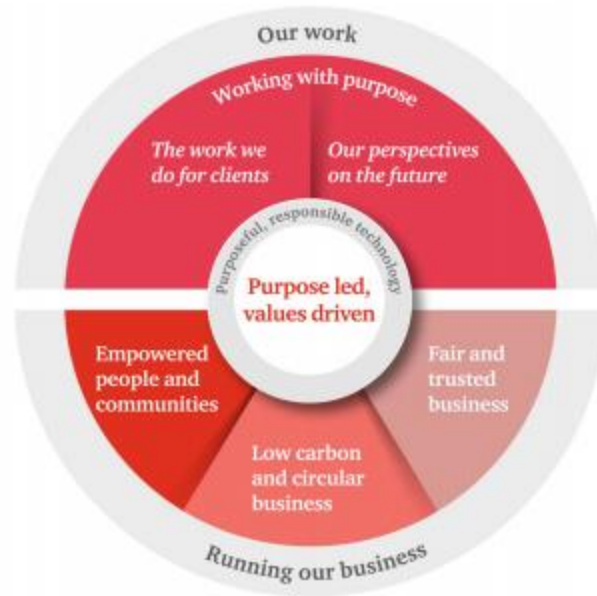 Our work
Working with purpose
The work we
do for clients
Our perspectives
on the future
Purposeful, responsible technology
Purpose led,
values driven
Empowered
people and
communities
Fair and
trusted
business
Low carbon
and circular
business
Running our business